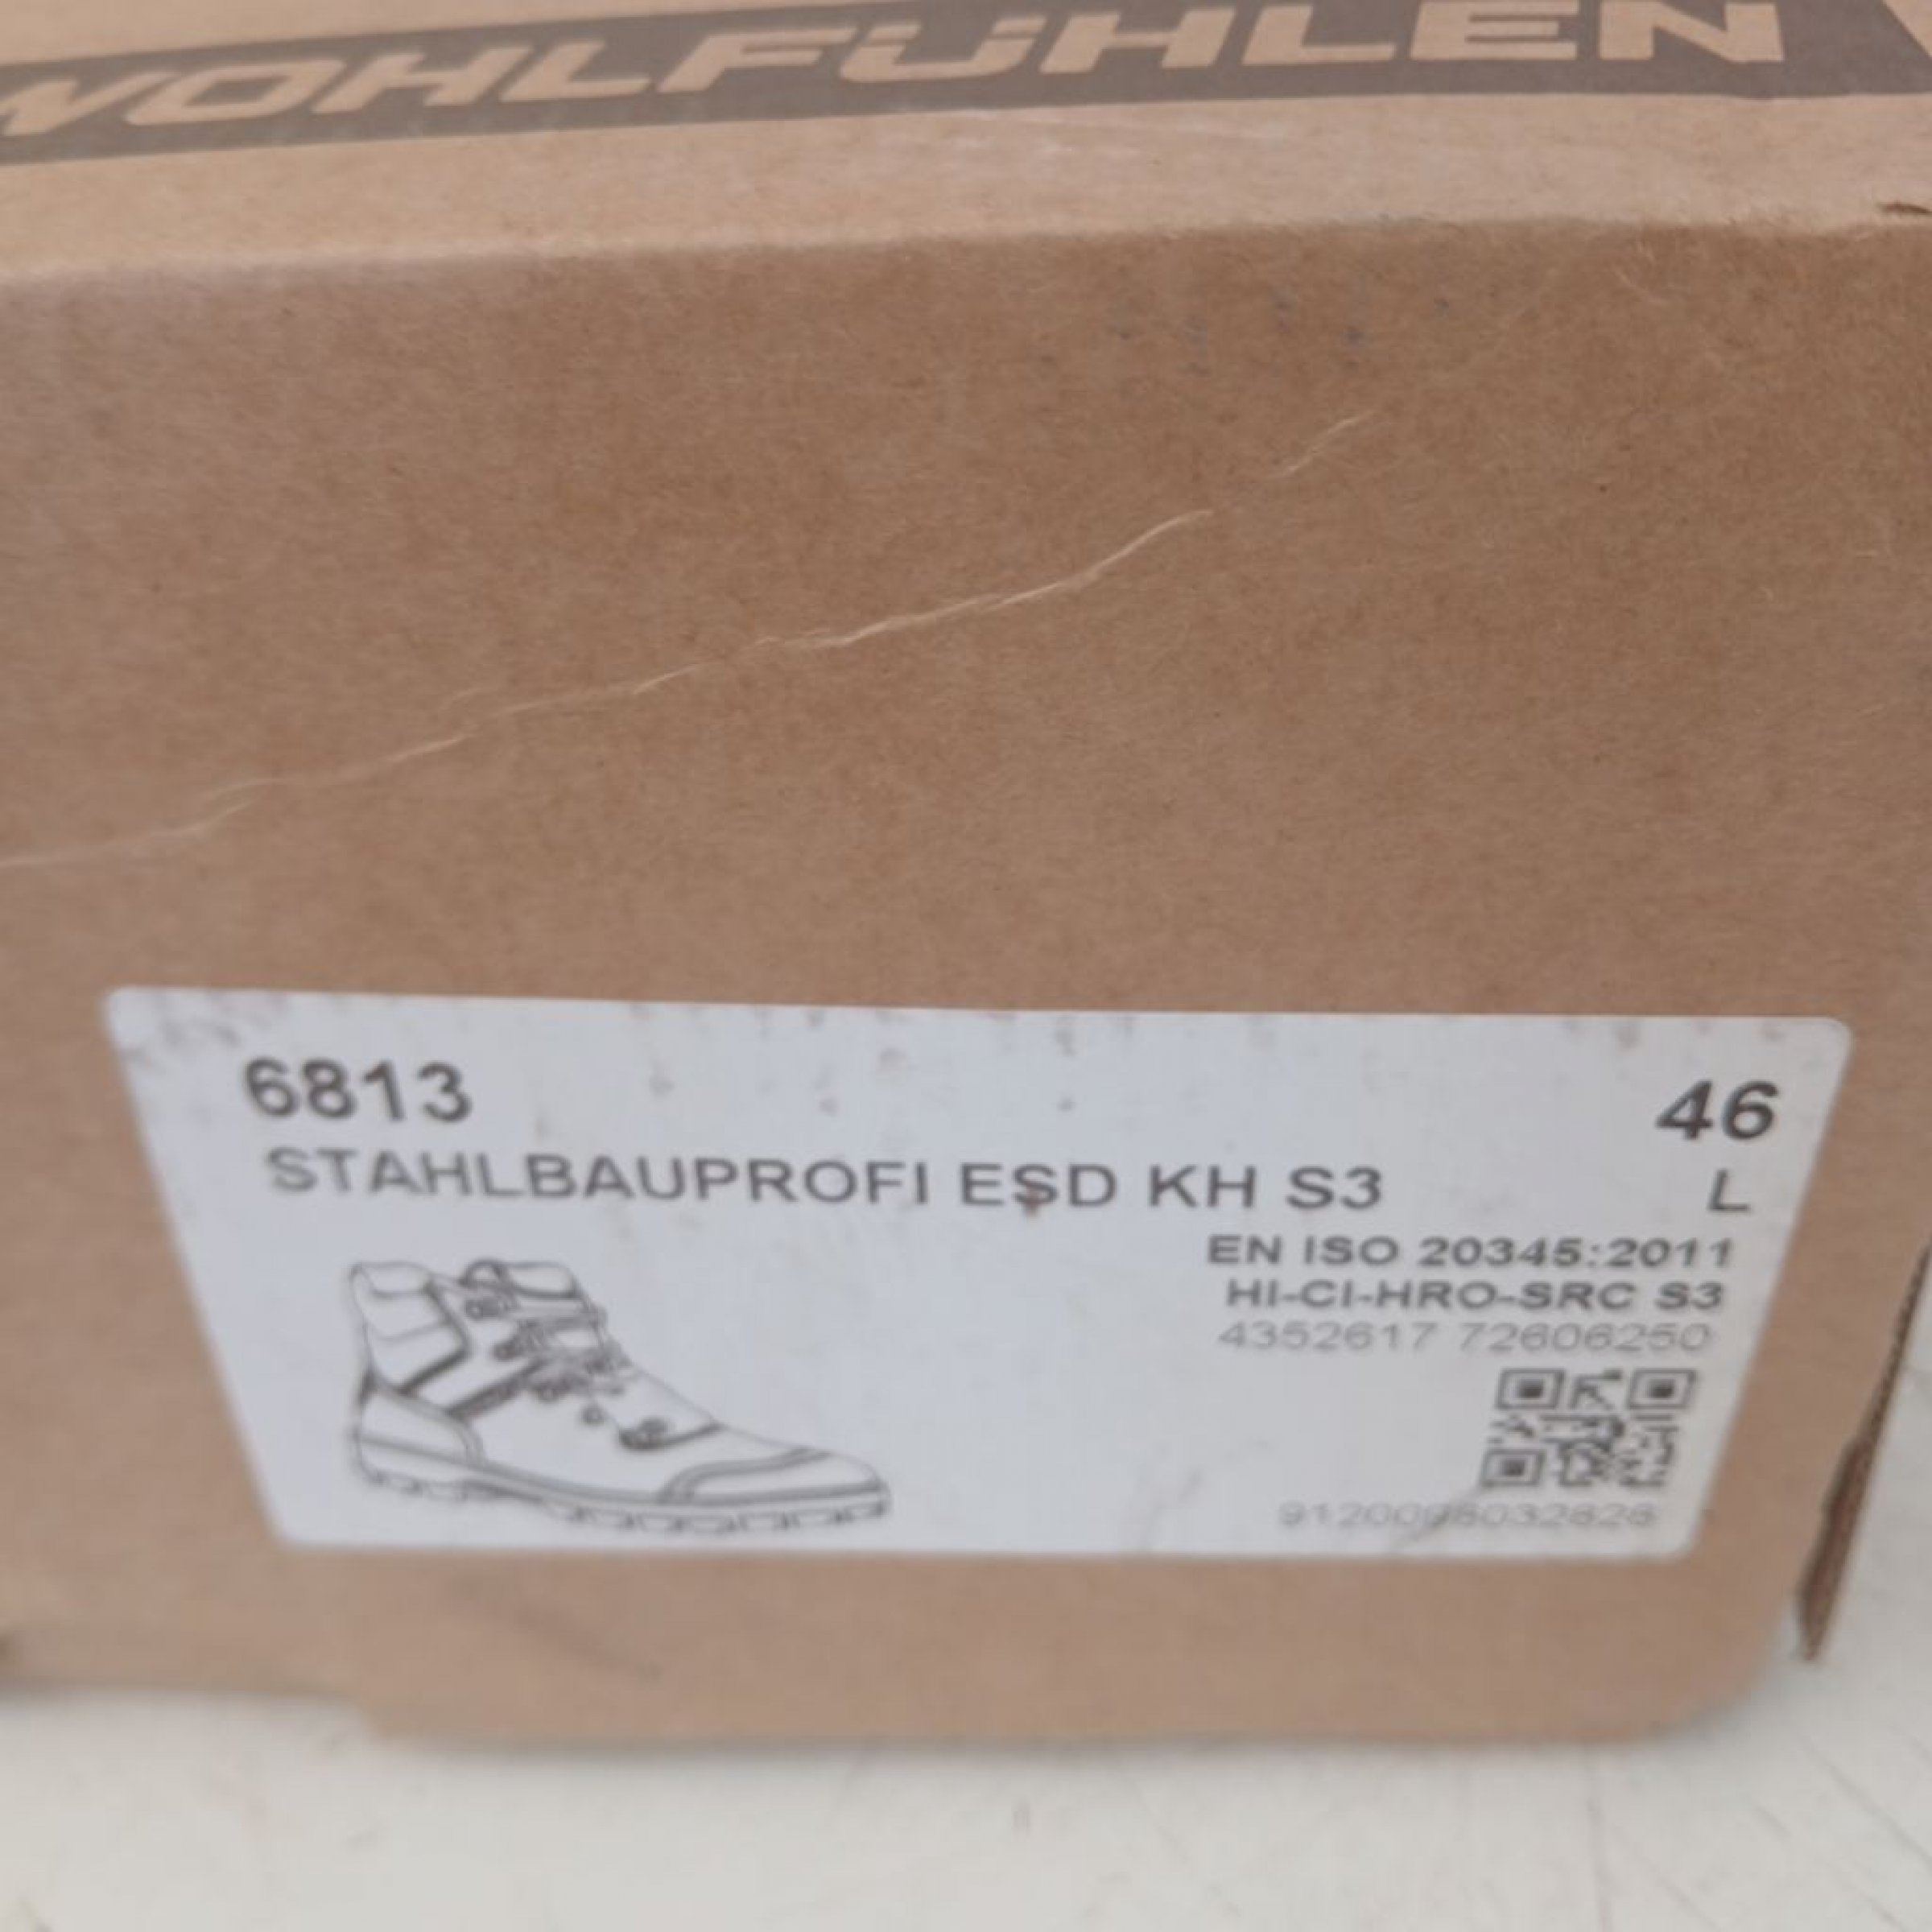 WOHLFÜHLEN
6813
46
STAHLBAUPROFI ESD KH S3
L
EN ISO 20345:2011
HI-CI-HRO-SRC S3
4352617 72606250